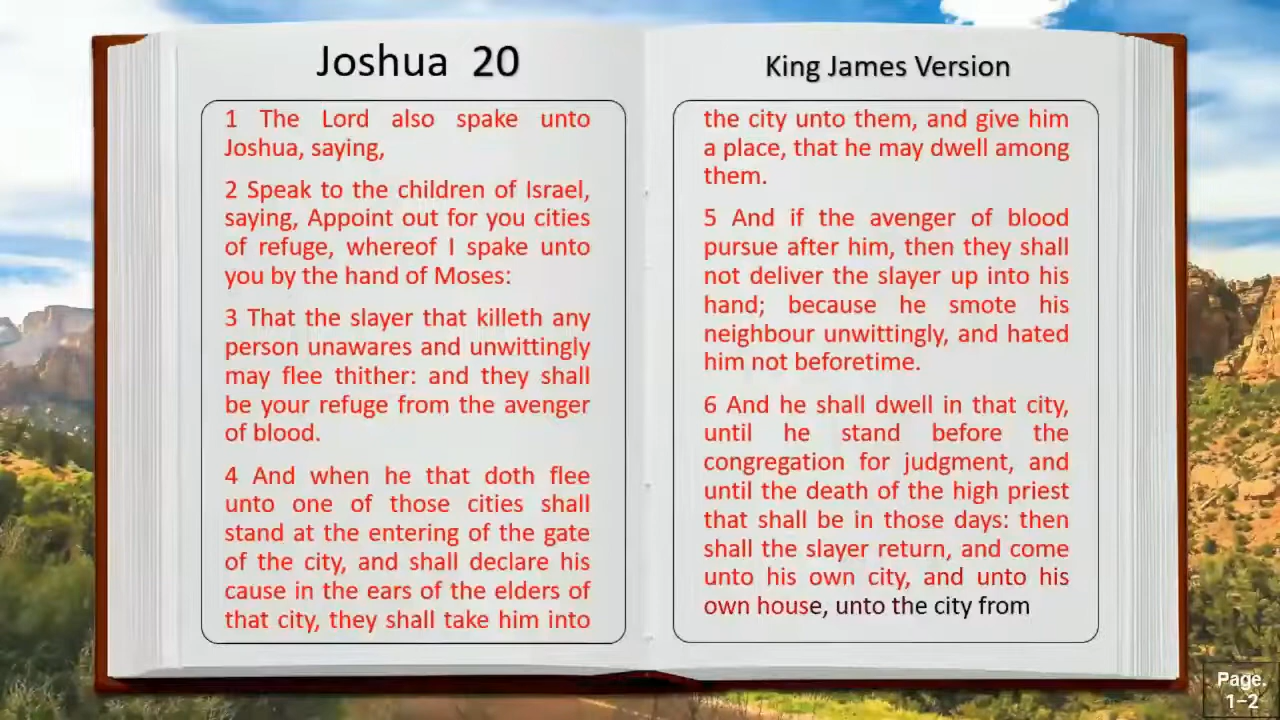 Joshua 20
1 The Lord also spake unto
Joshua, saying,
2 Speak to the children of Israel,
saying, Appoint out for you cities
of refuge, whereof I spake unto
you by the hand of Moses:
3 That the slayer that killeth any
person unawares and unwittingly
may flee thither: and they shall
be your refuge from the avenger
of blood.
4 And when he that doth flee
unto one of those cities shall
stand at the entering of the gate
of the city, and shall declare his
cause in the ears of the elders of
that city, they shall take him into
King James Version
the city unto them, and give him
a place, that he may dwell among
them.
5 And if the avenger of blood
pursue after him, then they shall
not deliver the slayer up into his
hand; because he smote his
neighbour unwittingly, and hated
him not beforetime.
6 And he shall dwell in that city,
until he stand before the
congregation for judgment, and
until the death of the high priest
that shall be in those days: then
shall the slayer return, and come
unto his own city, and unto his
own house, unto the city from
Page.
1-2